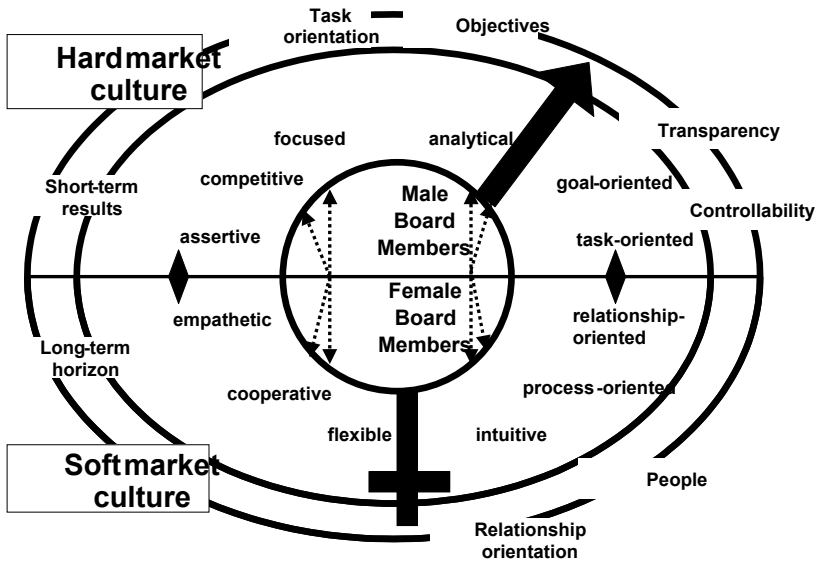 Task
orientation
Objectives
Hard market
culture
Transparency
focused
analytical
competitive
goal-oriented
Short-term
results
Male
Board
Members
Controllability
assertive
task-oriented
empathetic
Female
Board
Members
relationship-
oriented
Long-term
horizon
cooperative
process-oriented
flexible
intuitive
Soft market
culture
People
Relationship
orientation